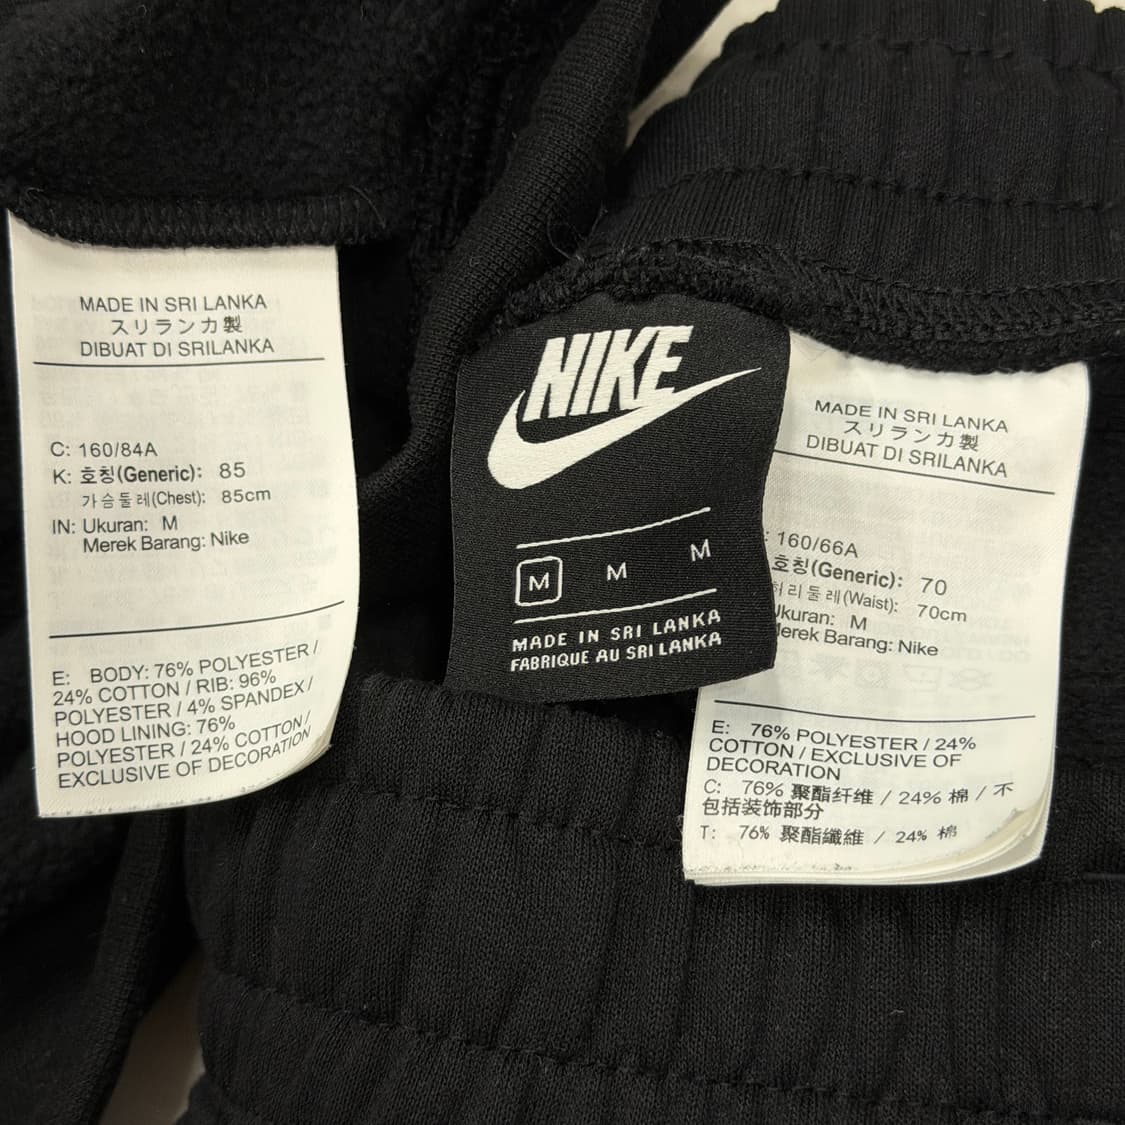 MADE IN SRI LANKA
スリランカ製
DIBUAT DI SRILANKA
C: 160/84A
K: 호칭(Generic): 85
가슴둘레(Chest): 85cm
IN: Ukuran: M
Merek Barang: Nike
E: BODY: 76% POLYESTER /
24% COTTON / RIB: 96%
POLYESTER / 4% SPANDEX /
HOOD LINING: 76%
POLYESTER / 24% COTTON /
EXCLUSIVE OF DECORATION
NIKE
M M M
MADE IN SRI LANKA
FABRIQUE AU SRI LANKA
MADE IN SRI LANKA
スリランカ製
DIBUAT DI SRILANKA
: 160/66A
호칭(Generic): 70
허리둘레(Waist): 70cm
Ukuran: M
Merek Barang: Nike
E: 76% POLYESTER / 24%
COTTON / EXCLUSIVE OF
DECORATION
C: 76% 聚酯纤维 / 24% 棉 / 不
包括装饰部分
T: 76% 聚酯纖維 / 24% 棉